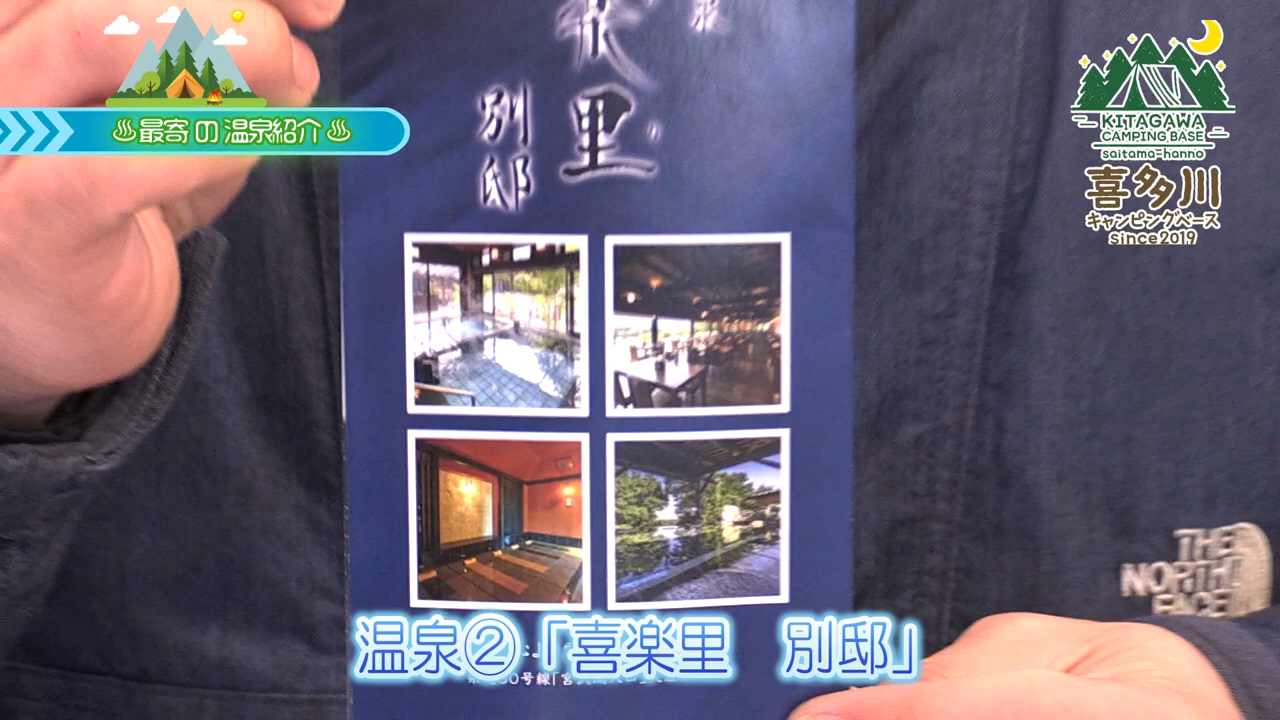 ♨最寄の温泉紹介♨
KITAGAWA
CAMPING BASE
saitama-hanno
喜多川
キャンピングベース
since2019
楽里
別邸
THE
NORTH
FACE
温泉②「喜楽里 別邸」